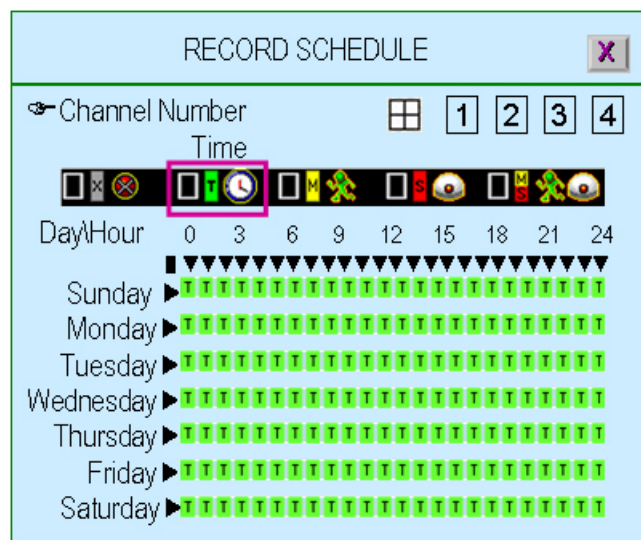 RECORD SCHEDULE X
Channel Number 1 2 3 4
Time
X T M S M S
Day\Hour 0 3 6 9 12 15 18 21 24
Sunday T T T T T T T T T T T T T T T T T T T T T T T T
Monday T T T T T T T T T T T T T T T T T T T T T T T T
Tuesday T T T T T T T T T T T T T T T T T T T T T T T T
Wednesday T T T T T T T T T T T T T T T T T T T T T T T T
Thursday T T T T T T T T T T T T T T T T T T T T T T T T
Friday T T T T T T T T T T T T T T T T T T T T T T T T
Saturday T T T T T T T T T T T T T T T T T T T T T T T T